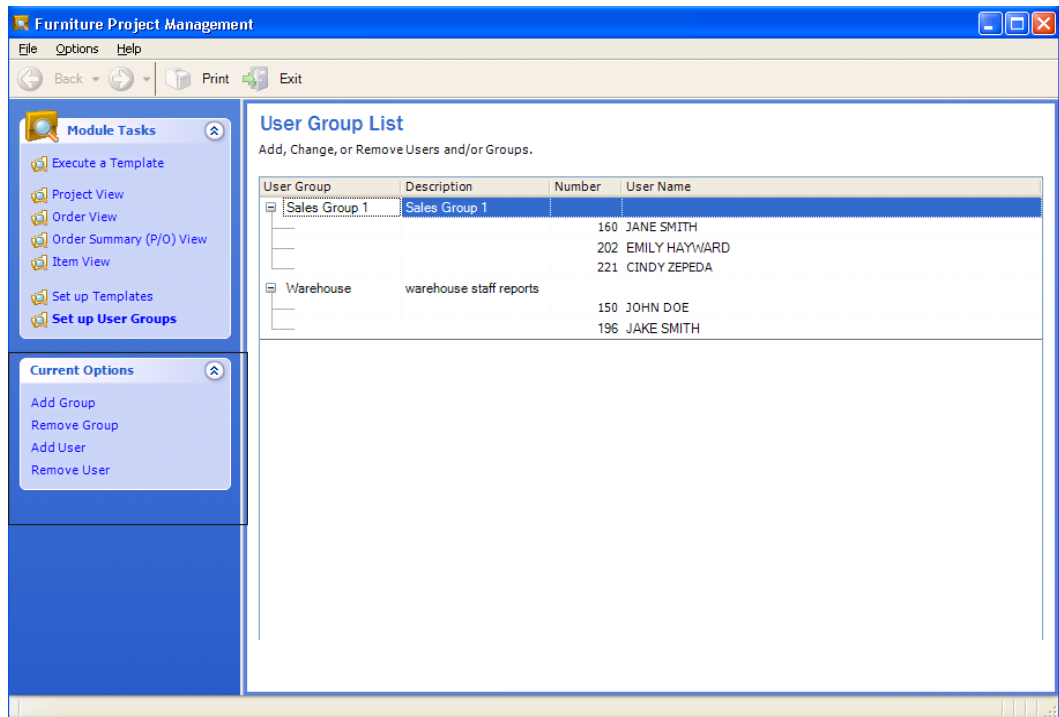 Furniture Project Management
File Options Help
Back Print Exit
Module Tasks
Execute a Template
Project View
Order View
Order Summary (P/O) View
Item View
Set up Templates
Set up User Groups
Current Options
Add Group
Remove Group
Add User
Remove User
User Group List
Add, Change, or Remove Users and/or Groups.
User Group Description Number User Name
Sales Group 1 Sales Group 1
160 JANE SMITH
202 EMILY HAYWARD
221 CINDY ZEPEDA
Warehouse warehouse staff reports
150 JOHN DOE
196 JAKE SMITH